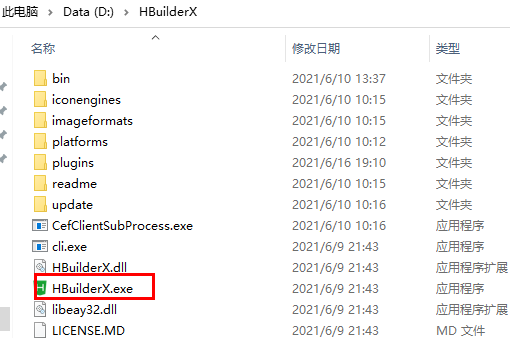 此电脑 > Data (D:) > HBuilderX
名称 修改日期 类型
bin 2021/6/10 13:37 文件夹
iconengines 2021/6/10 10:15 文件夹
imageformats 2021/6/10 10:15 文件夹
platforms 2021/6/10 10:12 文件夹
plugins 2021/6/16 19:10 文件夹
readme 2021/6/10 10:15 文件夹
update 2021/6/10 10:16 文件夹
CefClientSubProcess.exe 2021/6/10 10:16 应用程序
cli.exe 2021/6/9 21:43 应用程序
HBuilderX.dll 2021/6/9 21:43 应用程序扩展
HBuilderX.exe 2021/6/9 21:43 应用程序
libeay32.dll 2021/6/9 21:43 应用程序扩展
LICENSE.MD 2021/6/9 21:43 MD 文件